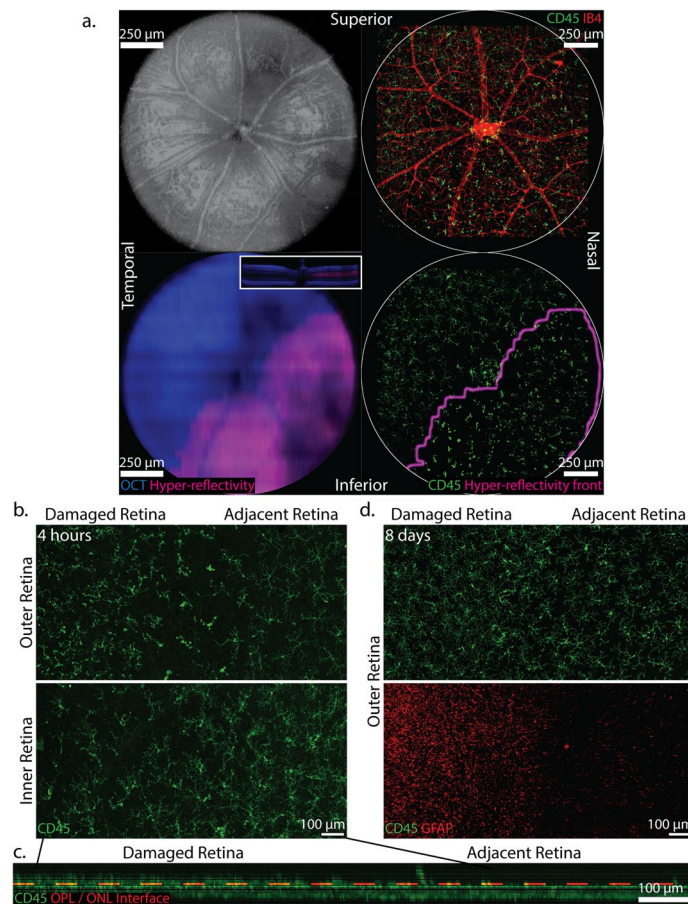 a.
Superior
250 μm
CD45 IB4
250 μm
Temporal
Nasal
250 μm
OCT Hyper-reflectivity
Inferior
250 μm
CD45 Hyper-reflectivity front
b.
Damaged Retina
Adjacent Retina
4 hours
Outer Retina
Inner Retina
CD45
100 μm
d.
Damaged Retina
Adjacent Retina
8 days
Outer Retina
CD45 GFAP
100 μm
c.
Damaged Retina
Adjacent Retina
CD45 OPL / ONL Interface
100 μm